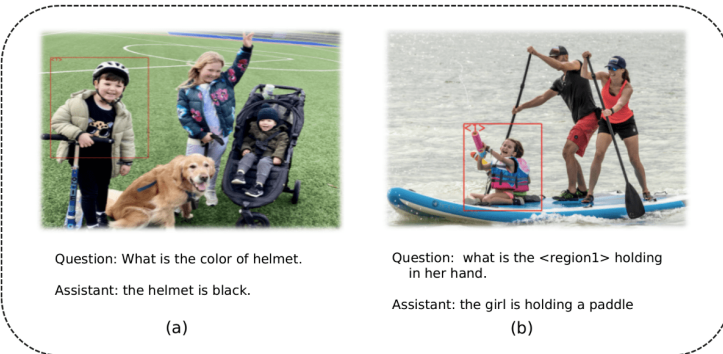 Question: What is the color of helmet.
Assistant: the helmet is black.
(a)
Question: what is the <region1> holding
in her hand.
Assistant: the girl is holding a paddle
(b)